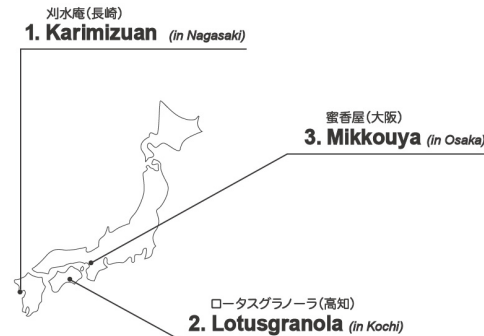 刈水庵(長崎)
1. Karimizuan (in Nagasaki)
蜜香屋(大阪)
3. Mikkouya (in Osaka)
ロータスグラノーラ(高知)
2. Lotusgranola (in Kochi)